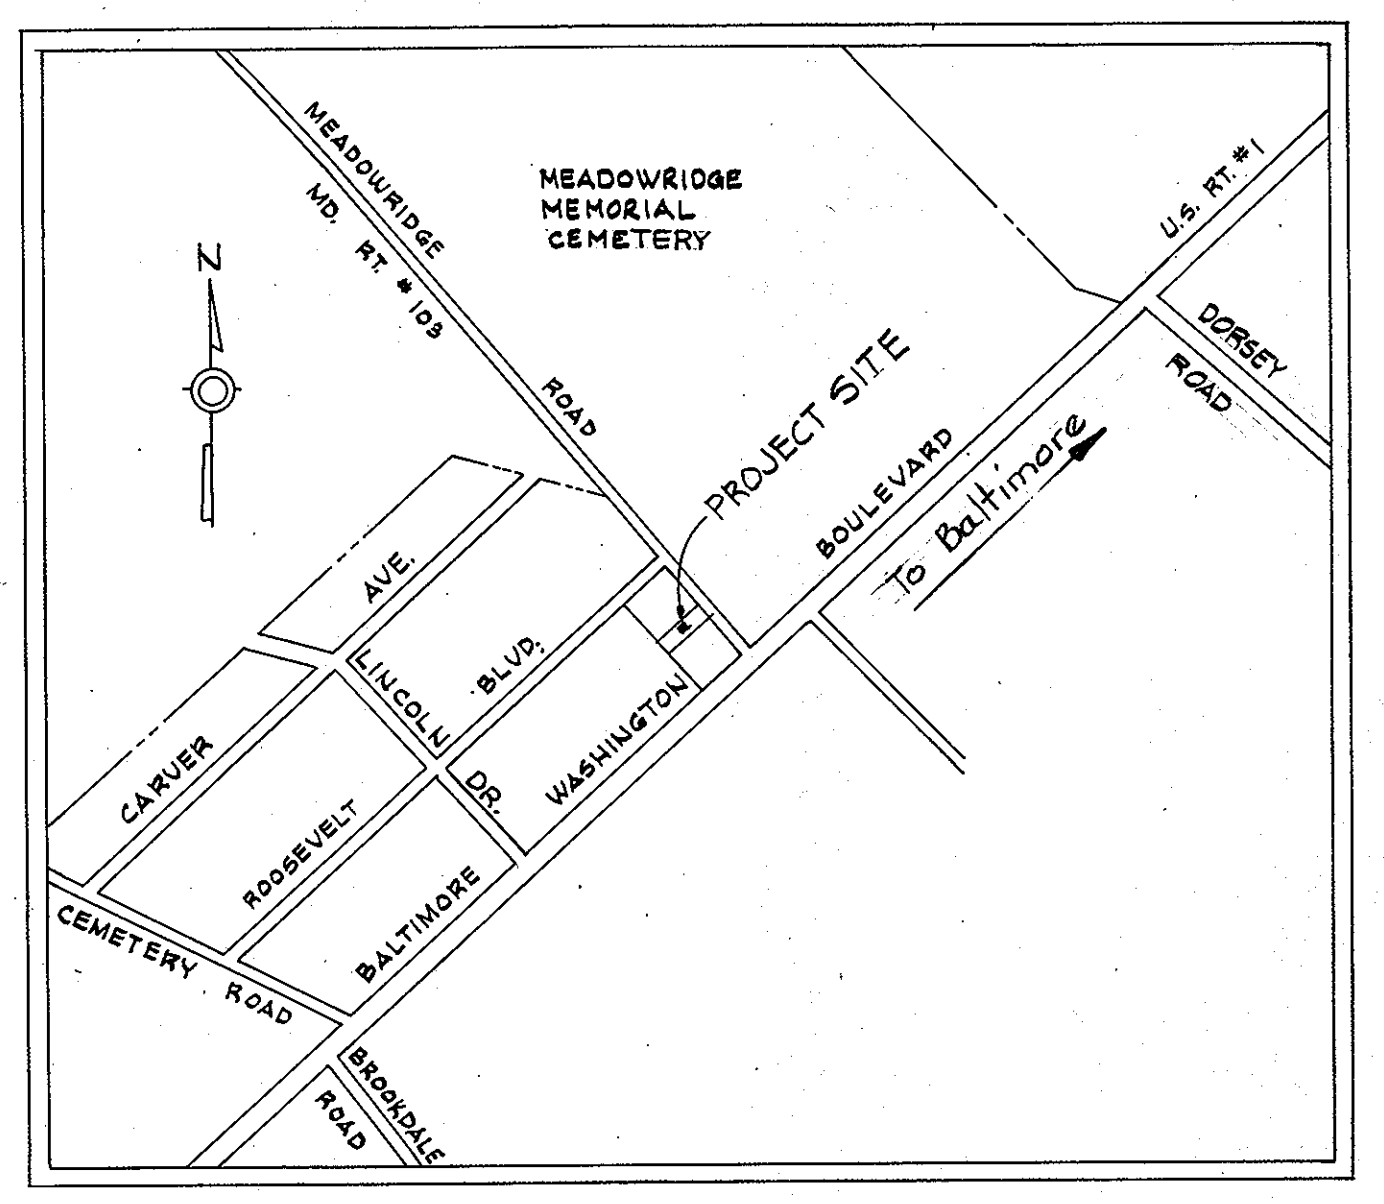 MEADOWRIDGE
ROAD
MD. RT. # 103
MEADOWRIDGE
MEMORIAL
CEMETERY
U.S. RT. #1
N
DORSEY
ROAD
PROJECT SITE
BALTIMORE WASHINGTON BOULEVARD
To Baltimore
CARVER AVE.
LINCOLN DR.
ROOSEVELT BLVD.
CEMETERY ROAD
BROOKDALE
ROAD